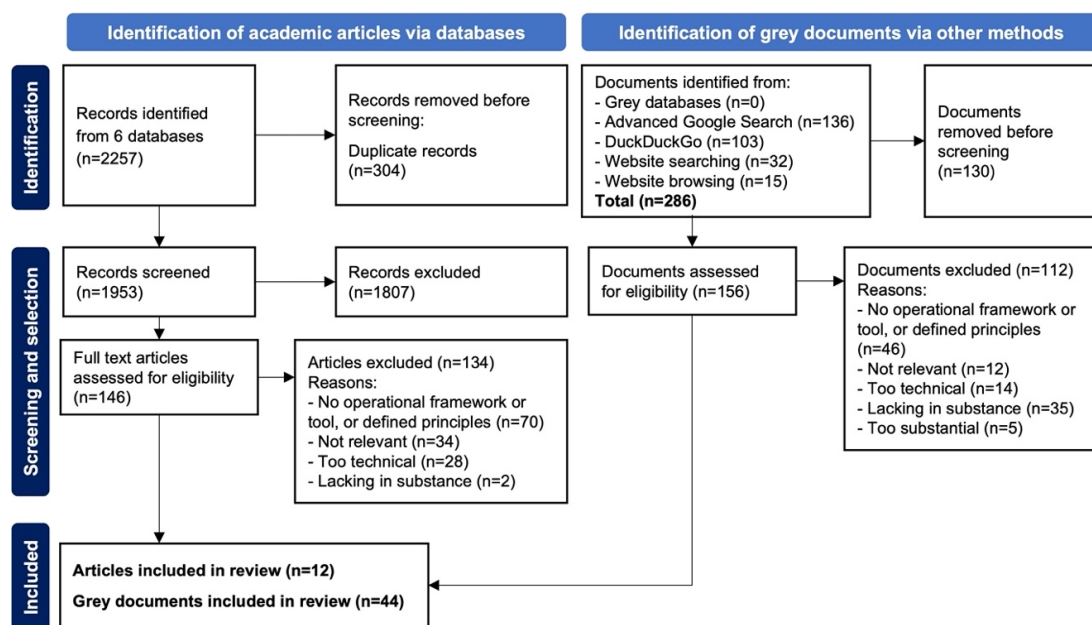 Identification of academic articles via databases
Identification of grey documents via other methods
Identification
Records identified
from 6 databases
(n=2257)
Records removed before
screening:
Duplicate records
(n=304)
Documents identified from:
- Grey databases (n=0)
- Advanced Google Search (n=136)
- DuckDuckGo (n=103)
- Website searching (n=32)
- Website browsing (n=15)
Total (n=286)
Documents
removed before
screening
(n=130)
Screening and selection
Records screened
(n=1953)
Records excluded
(n=1807)
Documents assessed
for eligibility (n=156)
Documents excluded (n=112)
Reasons:
- No operational framework or
tool, or defined principles
(n=46)
- Not relevant (n=12)
- Too technical (n=14)
- Lacking in substance (n=35)
- Too substantial (n=5)
Full text articles
assessed for eligibility
(n=146)
Articles excluded (n=134)
Reasons:
- No operational framework or
tool, or defined principles (n=70)
- Not relevant (n=34)
- Too technical (n=28)
- Lacking in substance (n=2)
Included
Articles included in review (n=12)
Grey documents included in review (n=44)